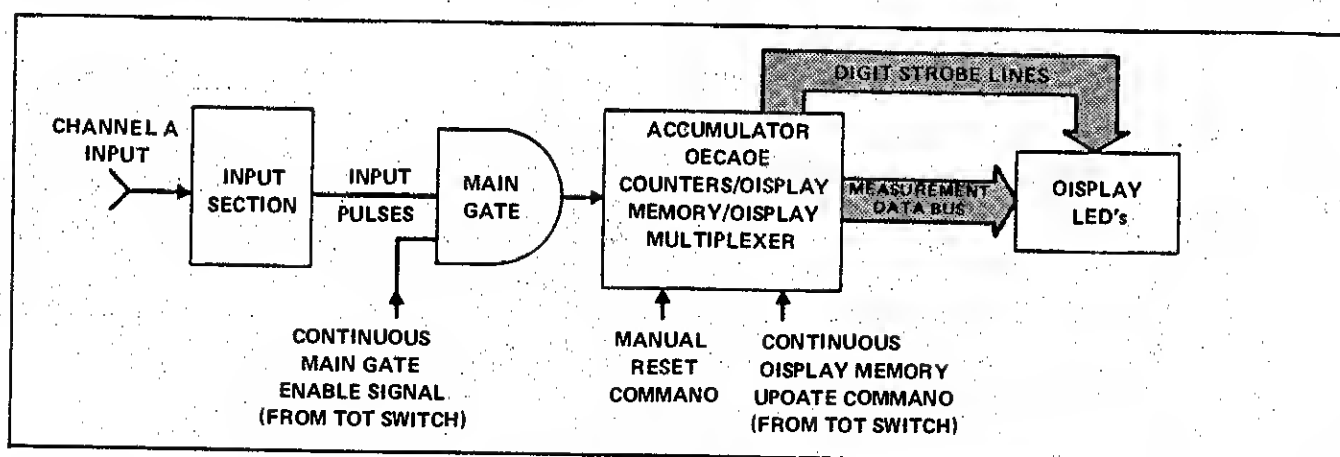 DIGIT STROBE LINES
CHANNEL A
INPUT
INPUT
SECTION
INPUT
PULSES
MAIN
GATE
ACCUMULATOR
OECAOE
COUNTERS/OISPLAY
MEMORY/OISPLAY
MULTIPLEXER
MEASUREMENT
DATA BUS
OISPLAY
LED's
CONTINUOUS
MAIN GATE
ENABLE SIGNAL
(FROM TOT SWITCH)
MANUAL
RESET
COMMANO
CONTINUOUS
OISPLAY MEMORY
UPOATE COMMANO
(FROM TOT SWITCH)